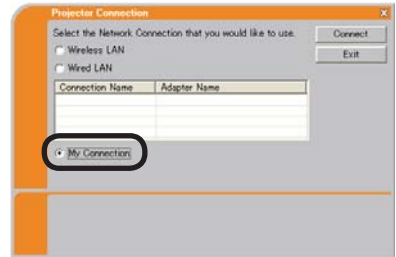 Projector Connection x
Select the Network Connection that you would like to use.
Connect
Wireless LAN
Exit
Wired LAN
Connection Name Adapter Name
My Connection